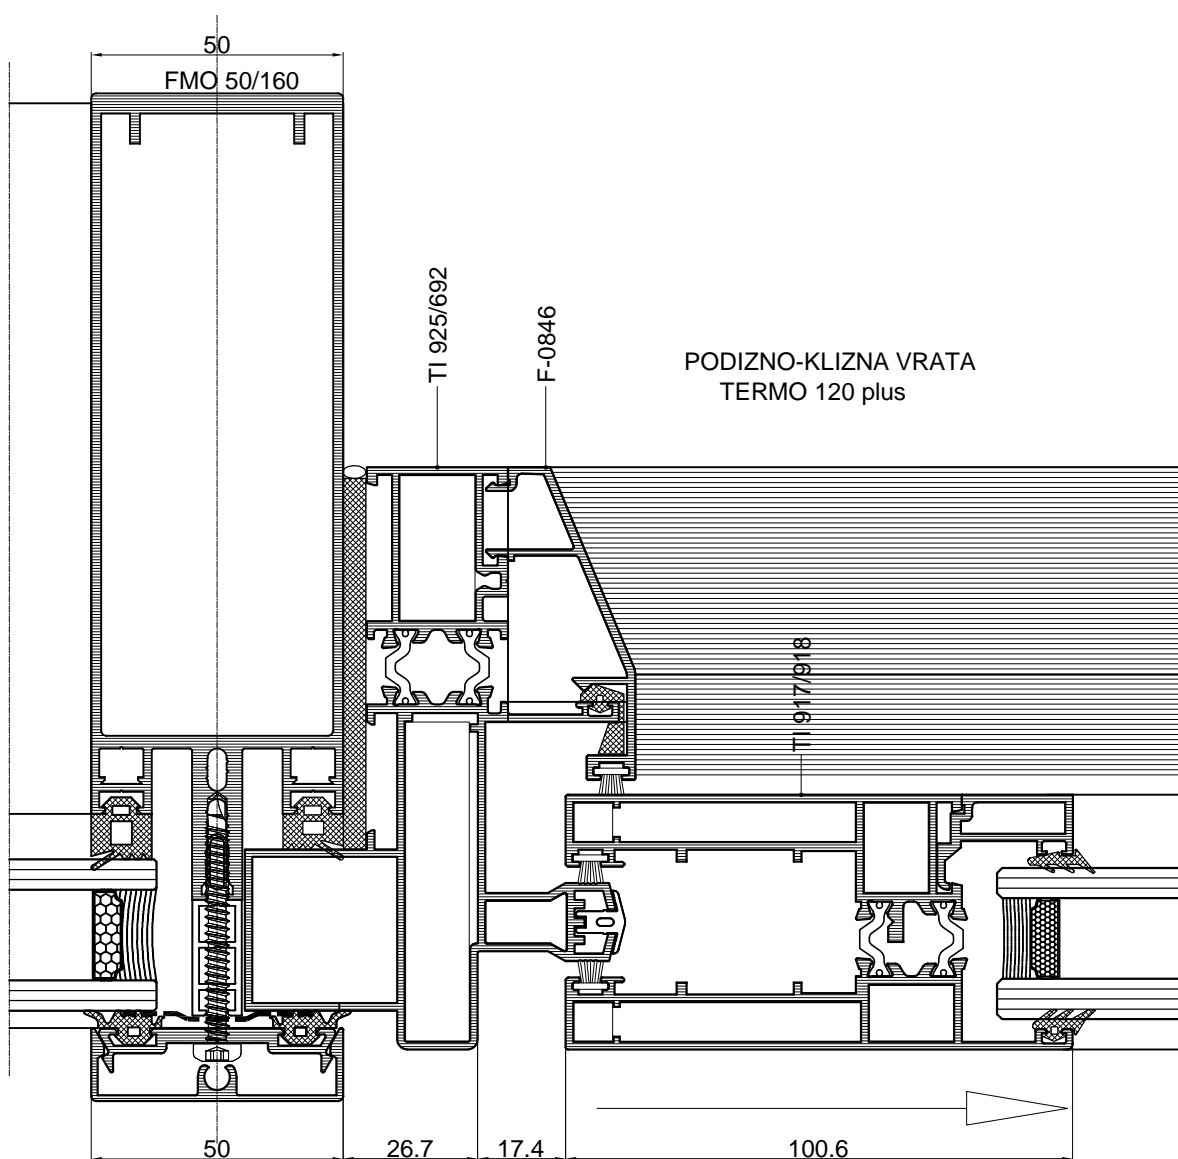 50
FMO 50/160
TI 925/692
F-0846
PODIZNO-KLIZNA VRATA
TERMO 120 plus
TI 917/918
50
26.7
17.4
100.6